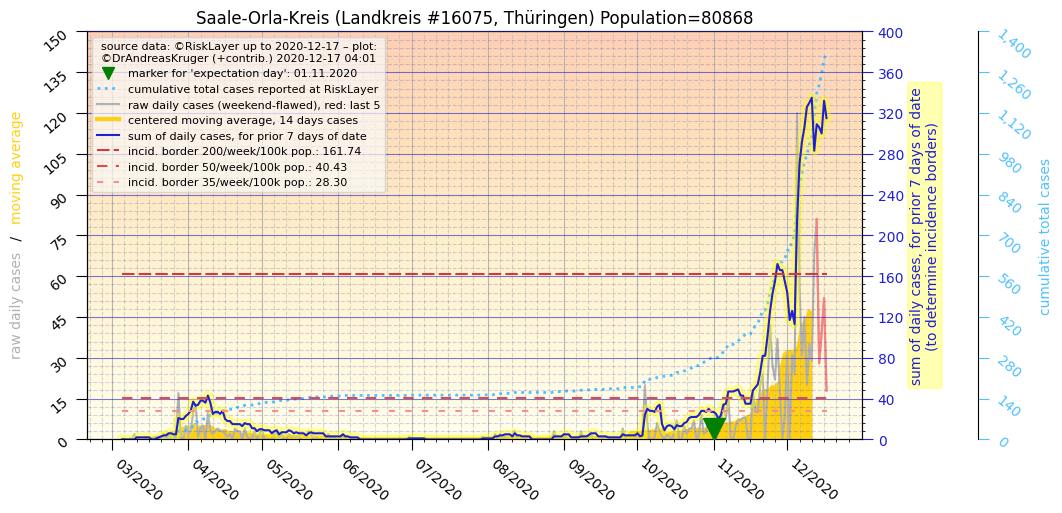 Saale-Orla-Kreis (Landkreis #16075, Thüringen) Population=80868
source data: ©RiskLayer up to 2020-12-17 – plot:
©DrAndreasKruger (+contrib.) 2020-12-17 04:01
marker for 'expectation day': 01.11.2020
cumulative total cases reported at RiskLayer
raw daily cases (weekend-flawed), red: last 5
centered moving average, 14 days cases
sum of daily cases, for prior 7 days of date
incid. border 200/week/100k pop.: 161.74
incid. border 50/week/100k pop.: 40.43
incid. border 35/week/100k pop.: 28.30
raw daily cases / moving average
150
135
120
105
90
75
60
45
30
15
0
03/2020
04/2020
05/2020
06/2020
07/2020
08/2020
09/2020
10/2020
11/2020
12/2020
400
360
320
280
240
200
160
120
80
40
0
sum of daily cases, for prior 7 days of date
(to determine incidence borders)
1,400
1,260
1,120
980
840
700
560
420
280
140
0
cumulative total cases